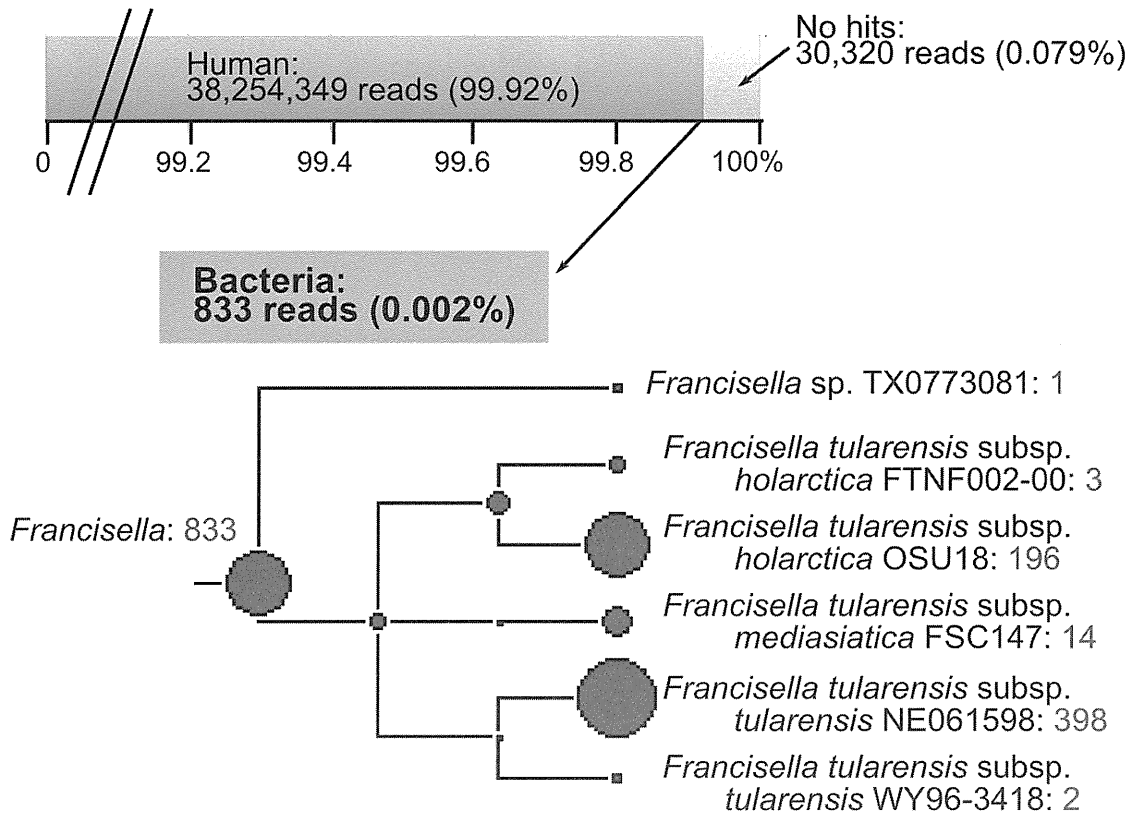 No hits:
30,320 reads (0.079%)
Human:
38,254,349 reads (99.92%)
0 99.2 99.4 99.6 99.8 100%
Bacteria:
833 reads (0.002%)
Francisella sp. TX0773081: 1
Francisella tularensis subsp.
holarctica FTNF002-00: 3
Francisella: 833
Francisella tularensis subsp.
holarctica OSU18: 196
Francisella tularensis subsp.
mediasiatica FSC147: 14
Francisella tularensis subsp.
tularensis NE061598: 398
Francisella tularensis subsp.
tularensis WY96-3418: 2